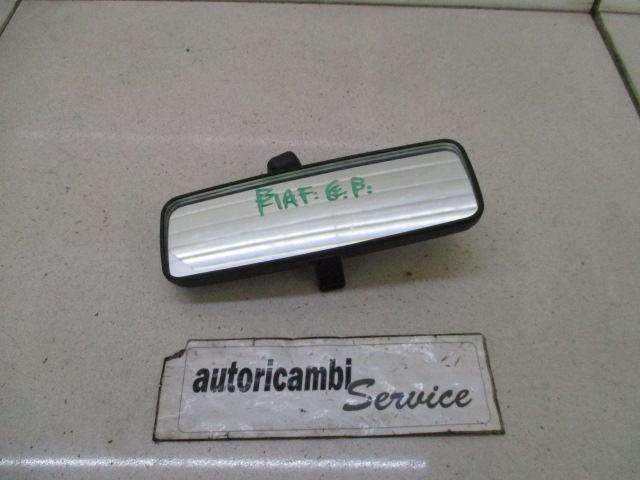 FIAT G.P.
autoricambi
Service